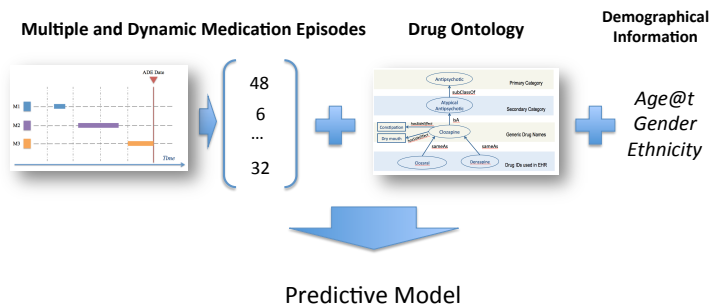 Multiple and Dynamic Medication Episodes
Drug Ontology
Demographical
Information
ADE Date
M1
M2
M3
Time
48
6
...
32
Antipsychotic
Primary Category
subClassOf
Atypical
Antipsychotic
Secondary Category
isA
Constipation
Dry mouth
hasSideEffect
hasSideEffect
Clozapine
Generic Drug Names
sameAs
sameAs
Clozaril
Denzapine
Drug IDs used in EHR
Age@t
Gender
Ethnicity
Predictive Model